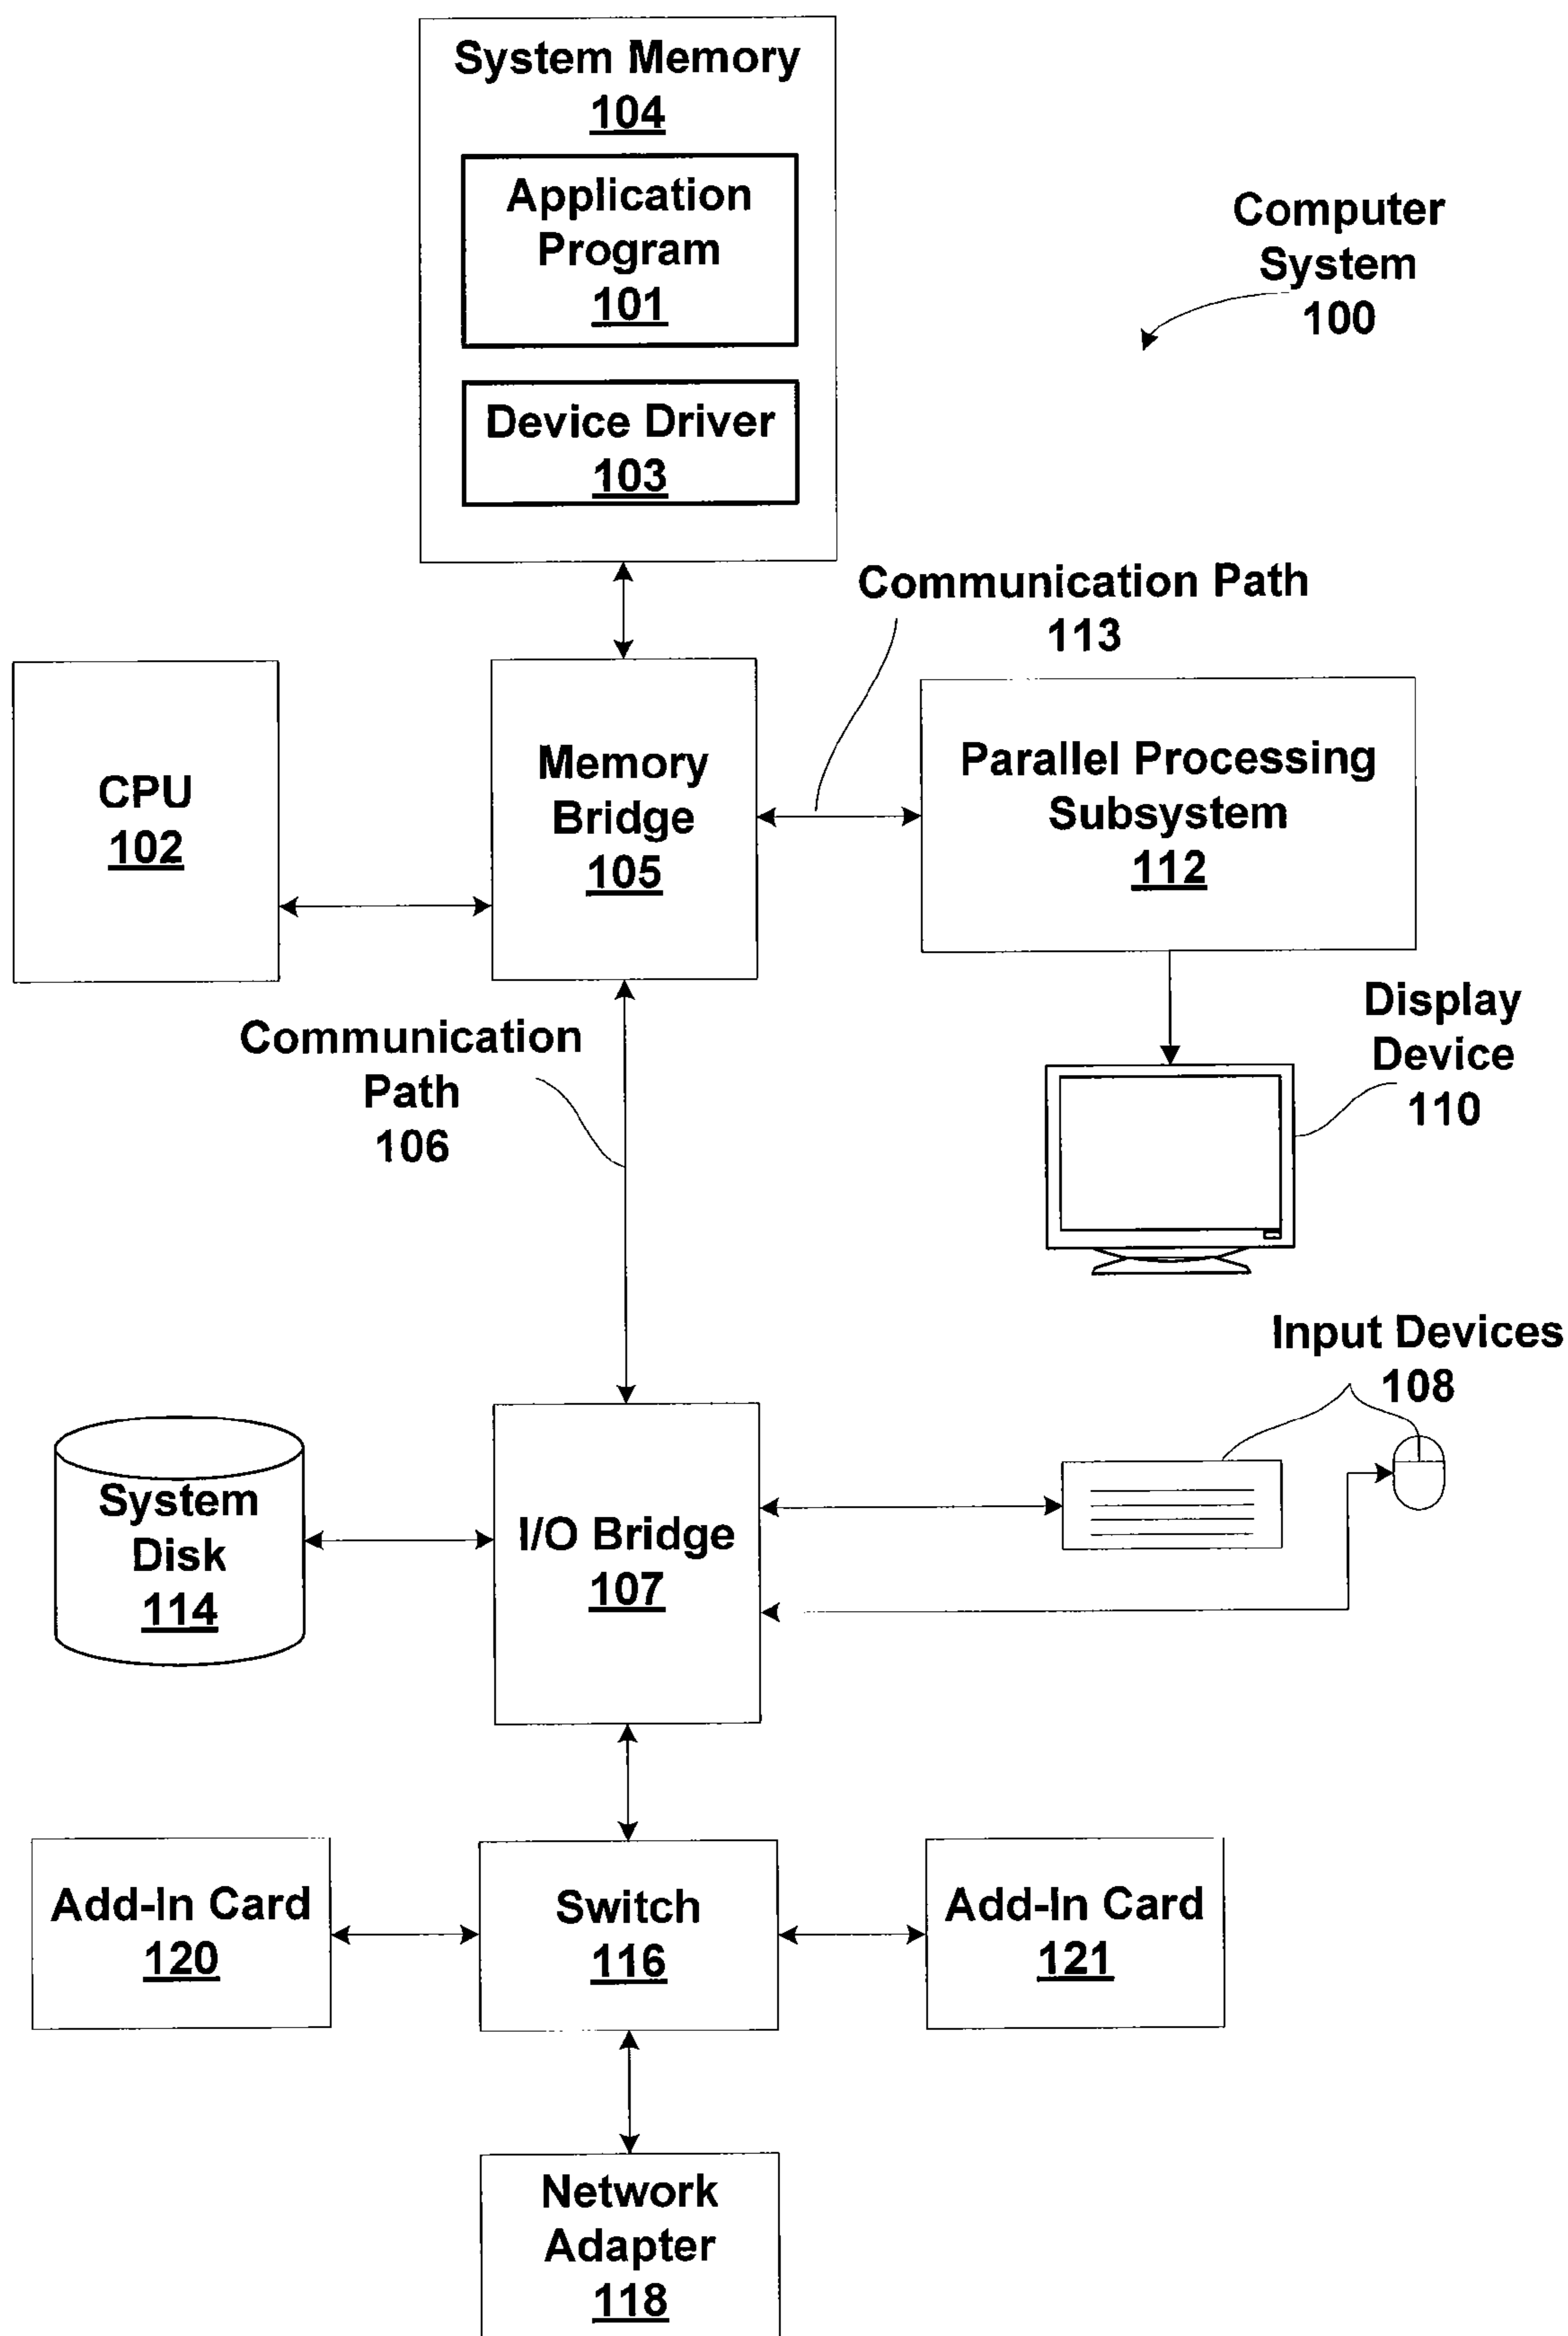 System Memory
104
Application
Program
101
Device Driver
103
Computer
System
100
Communication Path
113
CPU
102
Memory
Bridge
105
Parallel Processing
Subsystem
112
Communication
Path
106
Display
Device
110
Input Devices
108
System
Disk
114
I/O Bridge
107
Add-In Card
120
Switch
116
Add-In Card
121
Network
Adapter
118